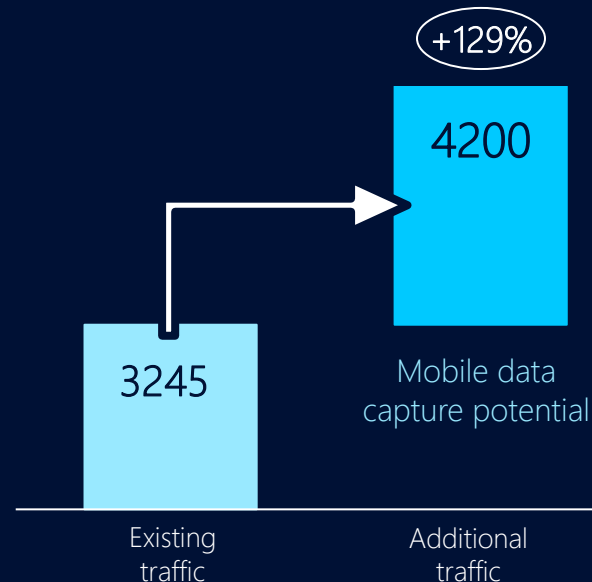 +129%
4200
3245
Mobile data
capture potential
Existing
traffic
Additional
traffic